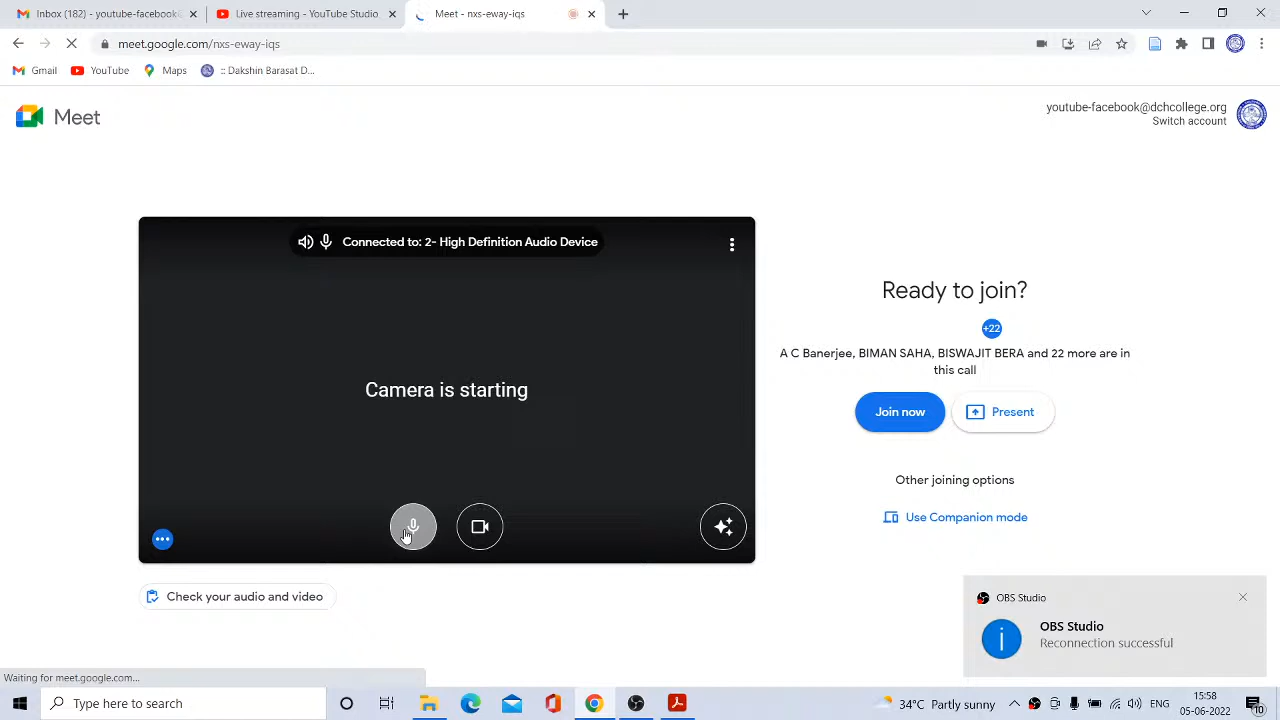 Inbox (182) - youtube-facebook
Live streaming - YouTube Studio
Meet - nxs-eway-iqs
meet.google.com/nxs-eway-iqs
Gmail
YouTube
Maps
:: Dakshin Barasat D...
Meet
youtube-facebook@dchcollege.org
Switch account
Connected to: 2- High Definition Audio Device
Camera is starting
Ready to join?
+22
A C Banerjee, BIMAN SAHA, BISWAJIT BERA and 22 more are in
this call
Join now
Present
Other joining options
Use Companion mode
Check your audio and video
OBS Studio
OBS Studio
Reconnection successful
Waiting for meet.google.com...
Type here to search
34°C Partly sunny
ENG
15:58
05-06-2022
10